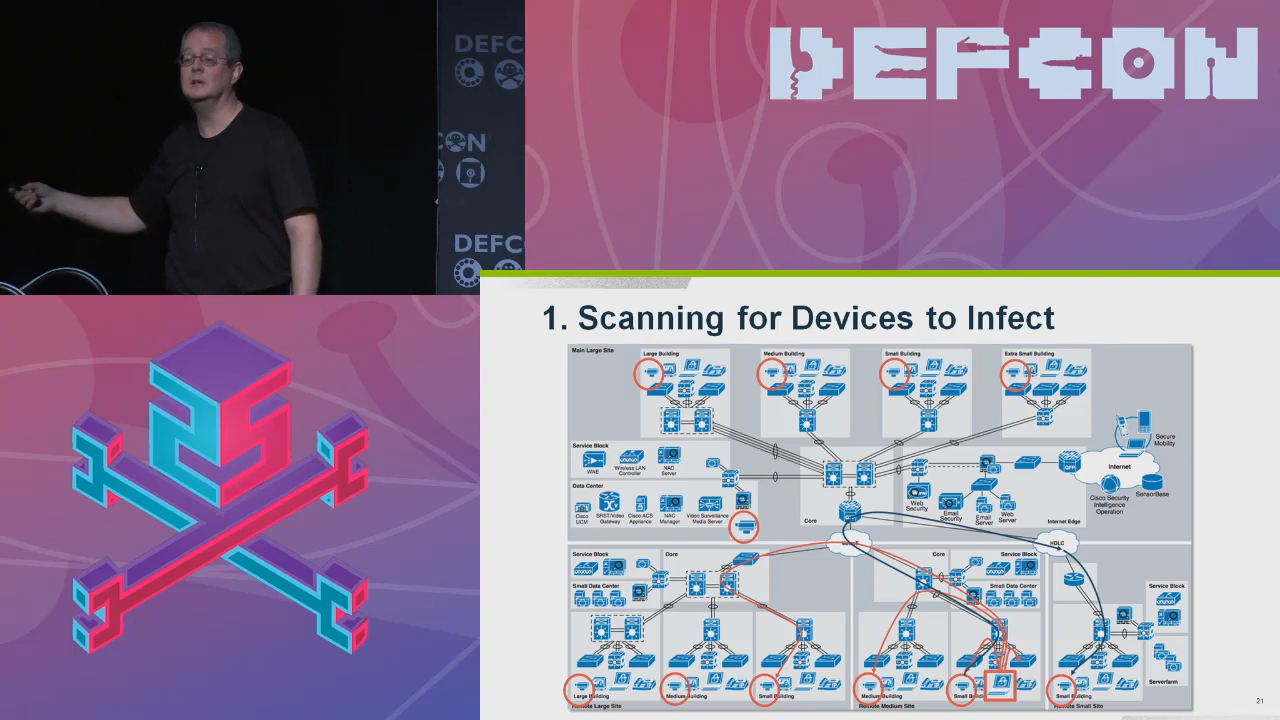 DEFCON
DEFC
CON
DEFC
1. Scanning for Devices to Infect
Main Large Site
Large Building
Medium Building
Small Building
Extra Small Building
Secure
Mobility
Service Block
WAE
Wireless LAN
Controller
NAC
Server
Internet
Cisco Security
Intelligence
Operation
SensorBase
Data Center
Cisco
UCM
SRST/Video
Gateway
Cisco ACS
Appliance
NAC
Manager
Video Surveillance
Media Server
Core
Web
Security
Email
Security
Email
Server
Web
Server
Internet Edge
HDLC
Service Block
Core
Core
Service Block
Small Data Center
Small Data Center
Service Block
Serverfarm
Large Building
Medium Building
Small Building
Medium Building
Small Building
Small Building
Remote Large Site
Remote Medium Site
Remote Small Site
21